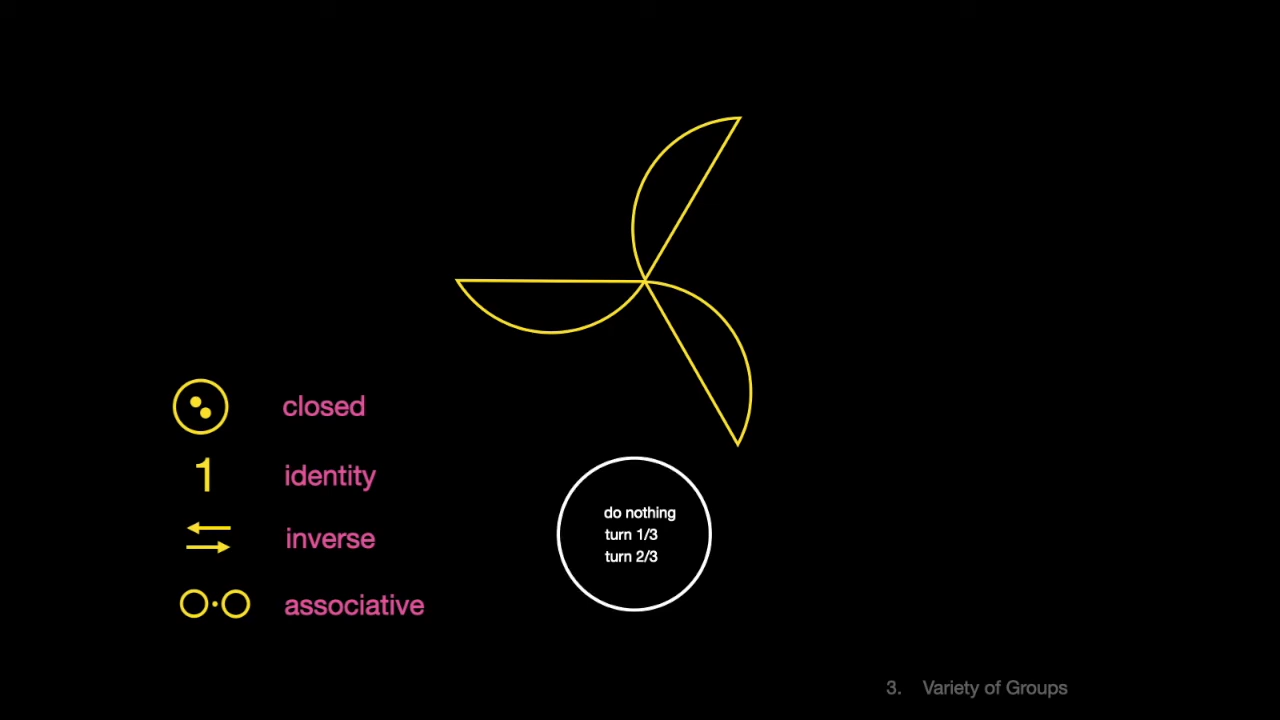 closed
1 identity
inverse
associative
do nothing
turn 1/3
turn 2/3
3. Variety of Groups